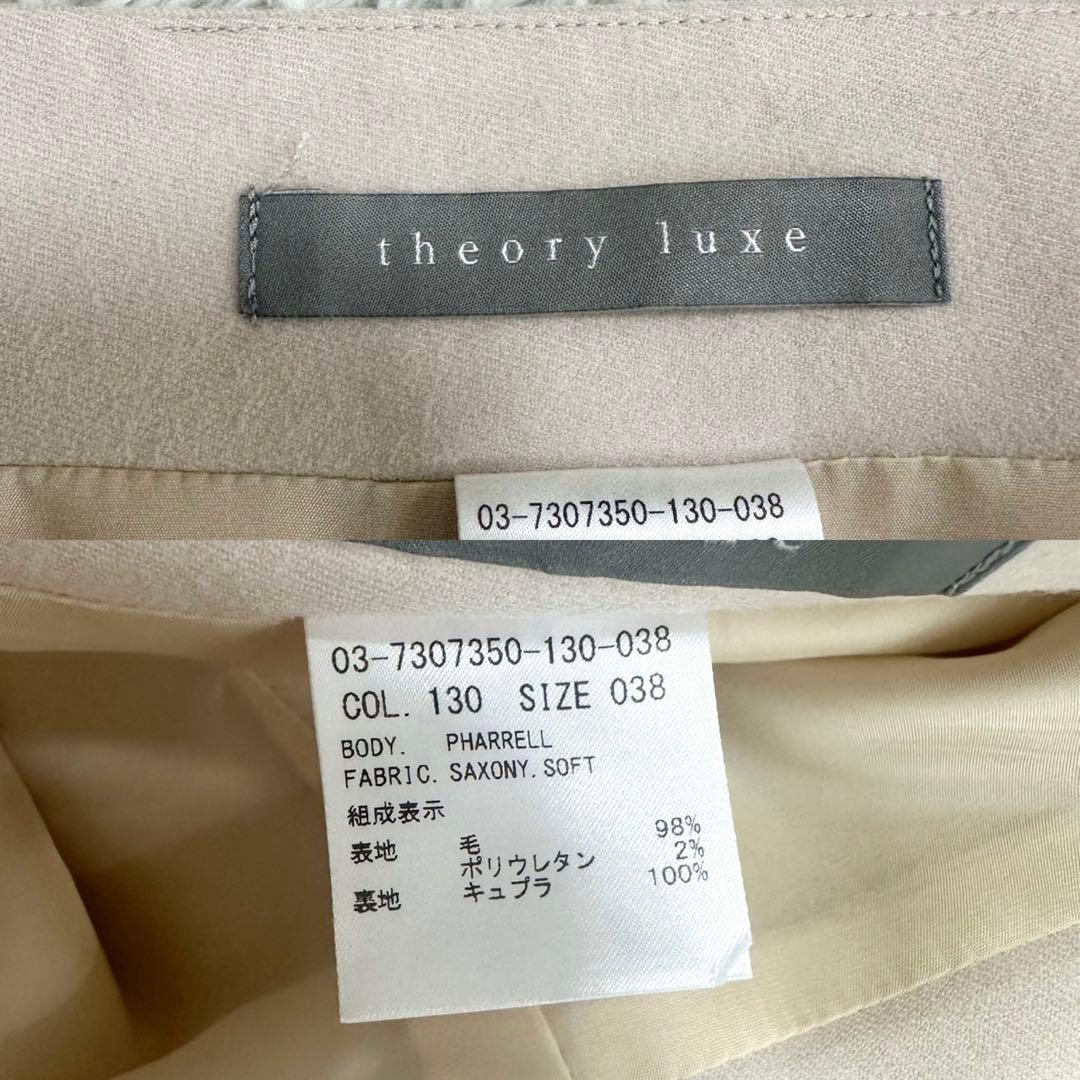 theory luxe
03-7307350-130-038
03-7307350-130-038
COL. 130 SIZE 038
BODY. PHARRELL
FABRIC. SAXONY.SOFT
組成表示
表地 毛 98%
ポリウレタン 2%
裏地 キュプラ 100%